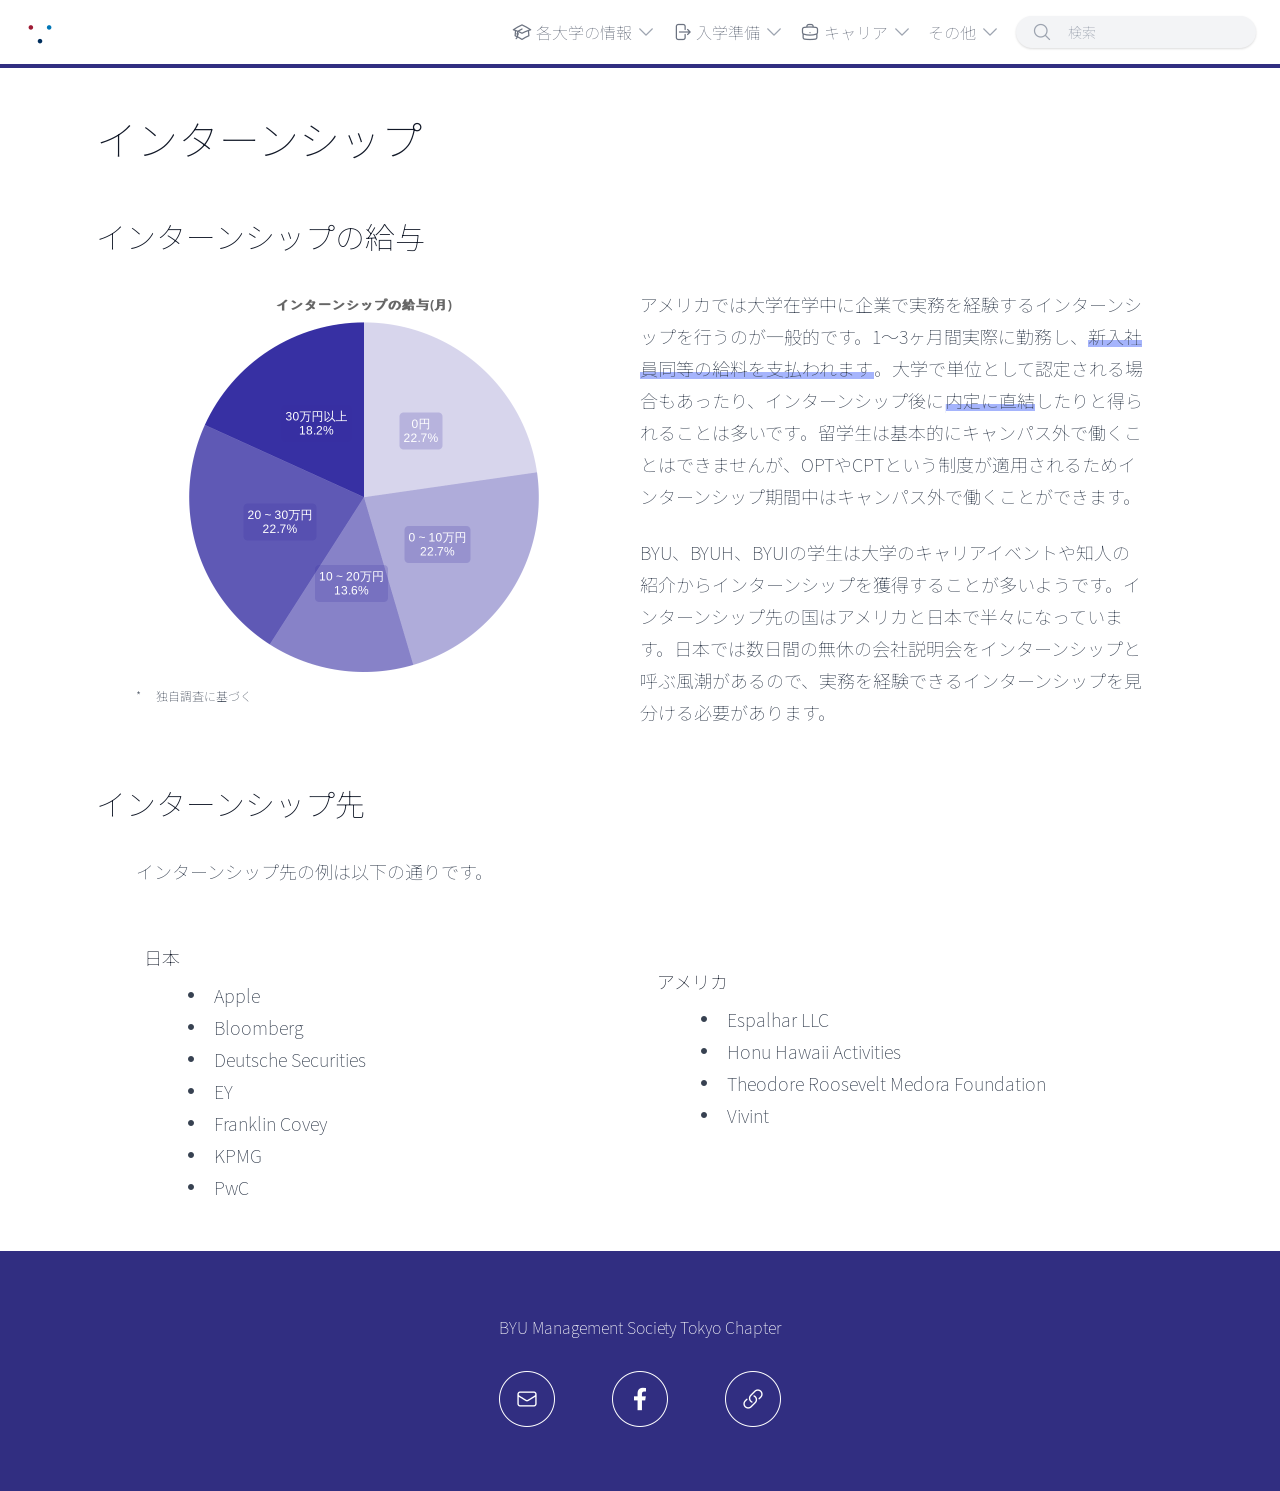 各大学の情報 入学準備 キャリア その他 検索
インターンシップ
インターンシップの給与
インターンシップの給与(月)
30万円以上
18.2%
0円
22.7%
20 ~ 30万円
22.7%
0 ~ 10万円
22.7%
10 ~ 20万円
13.6%
* 独自調査に基づく
アメリカでは大学在学中に企業で実務を経験するインターンシ
ップを行うのが一般的です。1〜3ヶ月間実際に勤務し、新入社
員同等の給料を支払われます。大学で単位として認定される場
合もあったり、インターンシップ後に内定に直結したりと得ら
れることは多いです。留学生は基本的にキャンパス外で働くこ
とはできませんが、OPTやCPTという制度が適用されるためイ
ンターンシップ期間中はキャンパス外で働くことができます。
BYU、BYUH、BYUIの学生は大学のキャリアイベントや知人の
紹介からインターンシップを獲得することが多いようです。イ
ンターンシップ先の国はアメリカと日本で半々になっていま
す。日本では数日間の無休の会社説明会をインターンシップと
呼ぶ風潮があるので、実務を経験できるインターンシップを見
分ける必要があります。
インターンシップ先
インターンシップ先の例は以下の通りです。
日本
• Apple
• Bloomberg
• Deutsche Securities
• EY
• Franklin Covey
• KPMG
• PwC
アメリカ
• Espalhar LLC
• Honu Hawaii Activities
• Theodore Roosevelt Medora Foundation
• Vivint
BYU Management Society Tokyo Chapter